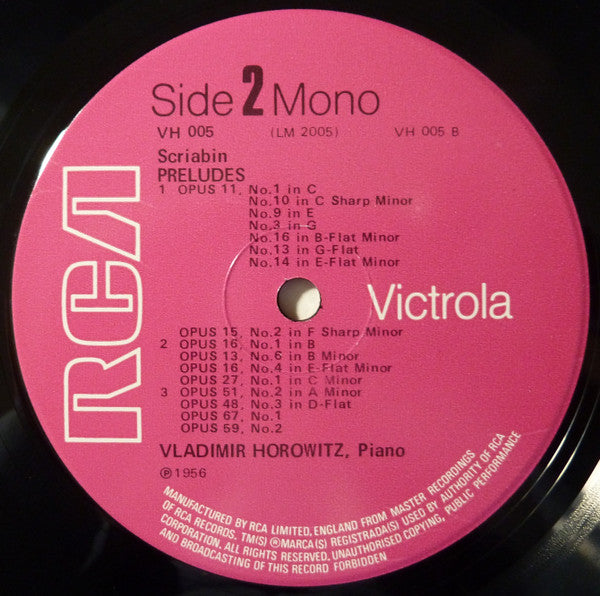 Side 2 Mono
VH 005 (LM 2005) VH 005 B
Scriabin
PRELUDES
1 OPUS 11, No.1 in C
No.10 in C Sharp Minor
No.9 in E
No.3 in G
No.16 in B-Flat Minor
No.13 in G-Flat
No.14 in E-Flat Minor
RCA
Victrola
OPUS 15, No.2 in F Sharp Minor
2 OPUS 16, No.1 in B
OPUS 13, No.6 in B Minor
OPUS 16, No.4 in E-Flat Minor
OPUS 27, No.1 in C Minor
3 OPUS 51, No.2 in A Minor
OPUS 48, No.3 in D-Flat
OPUS 67, No.1
OPUS 59, No.2
VLADIMIR HOROWITZ, Piano
℗1956
MANUFACTURED BY RCA LIMITED, ENGLAND FROM MASTER RECORDINGS
OF RCA RECORDS. TM(S) ®MARCA(S) REGISTRADA(S) USED BY AUTHORITY OF RCA
CORPORATION, ALL RIGHTS RESERVED. UNAUTHORISED COPYING, PUBLIC PERFORMANCE
AND BROADCASTING OF THIS RECORD FORBIDDEN